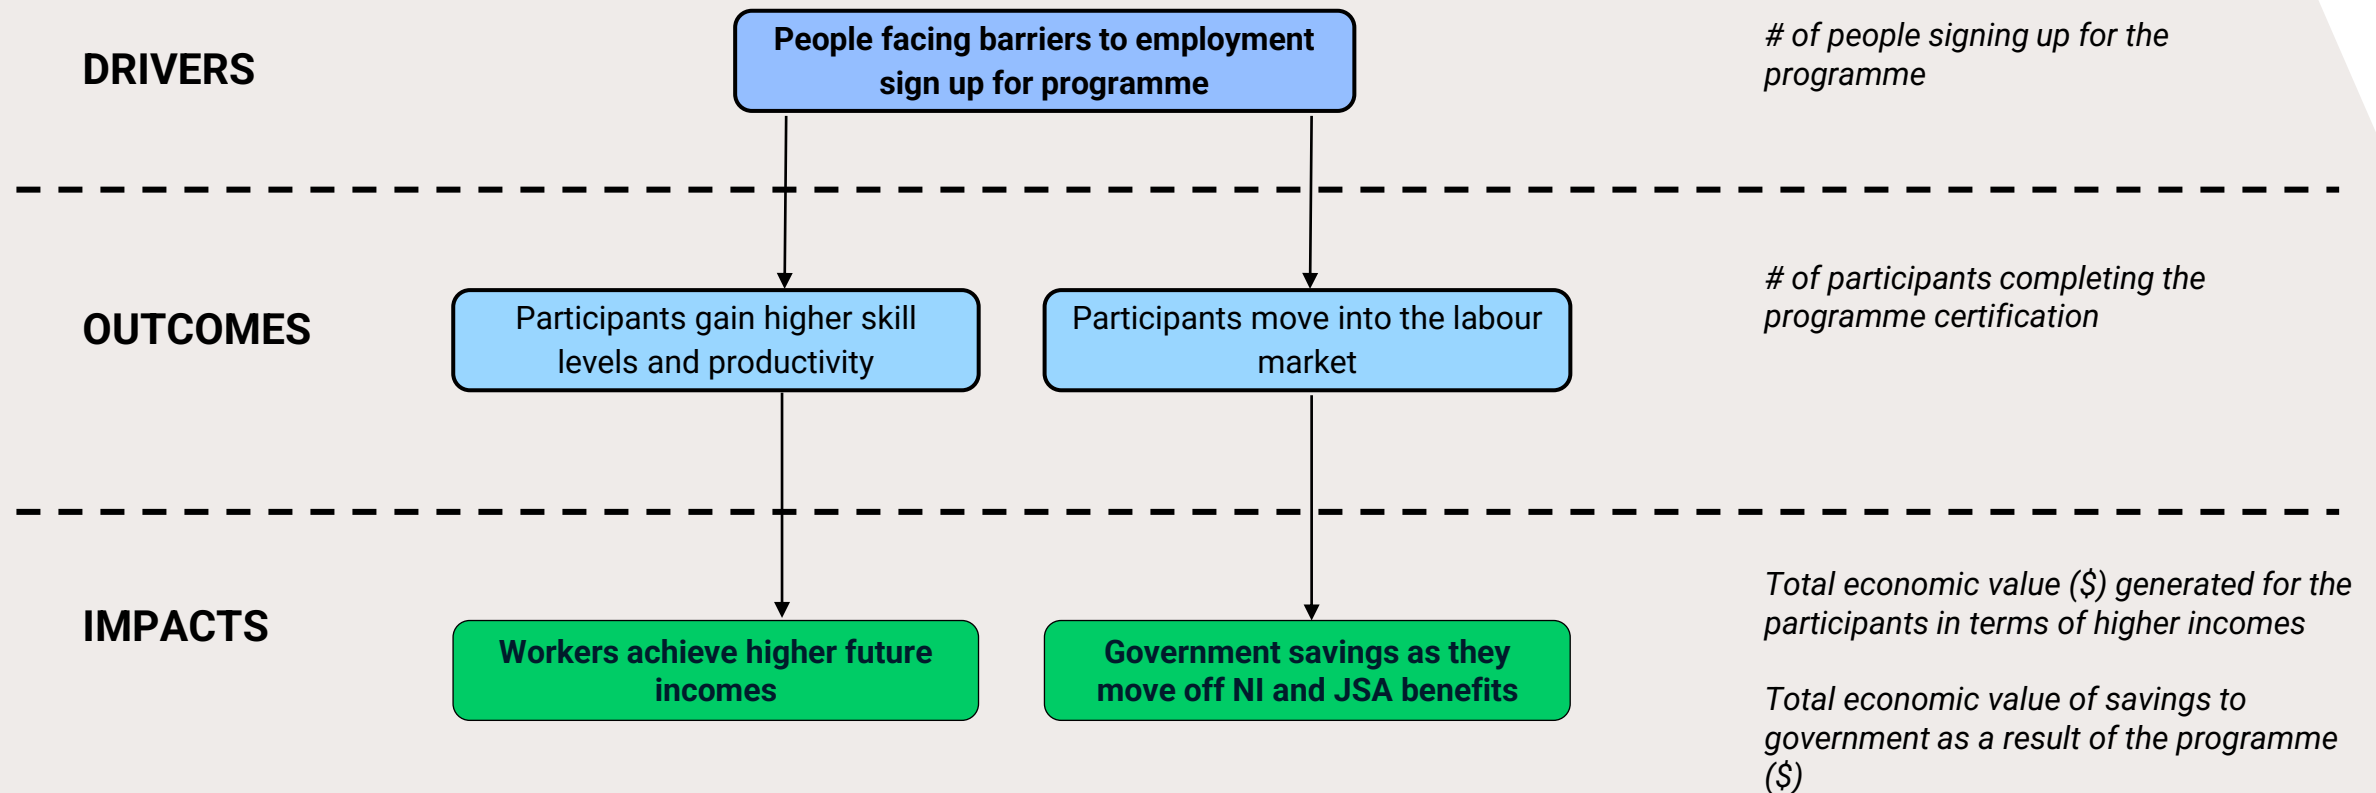 DRIVERS
People facing barriers to employment
sign up for programme
# of people signing up for the
programme
OUTCOMES
Participants gain higher skill
levels and productivity
Participants move into the labour
market
# of participants completing the
programme certification
IMPACTS
Workers achieve higher future
incomes
Government savings as they
move off NI and JSA benefits
Total economic value ($) generated for the
participants in terms of higher incomes
Total economic value of savings to
government as a result of the programme
($)